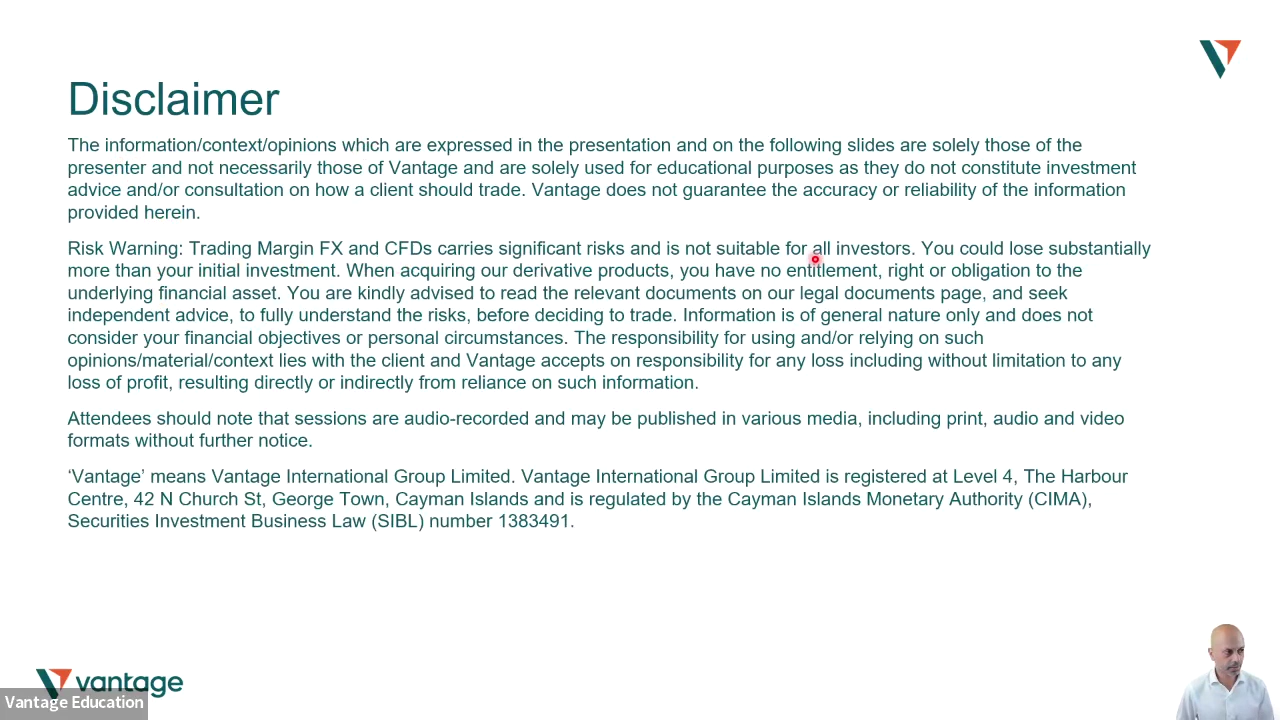 Disclaimer
The information/context/opinions which are expressed in the presentation and on the following slides are solely those of the
presenter and not necessarily those of Vantage and are solely used for educational purposes as they do not constitute investment
advice and/or consultation on how a client should trade. Vantage does not guarantee the accuracy or reliability of the information
provided herein.
Risk Warning: Trading Margin FX and CFDs carries significant risks and is not suitable for all investors. You could lose substantially
more than your initial investment. When acquiring our derivative products, you have no entitlement, right or obligation to the
underlying financial asset. You are kindly advised to read the relevant documents on our legal documents page, and seek
independent advice, to fully understand the risks, before deciding to trade. Information is of general nature only and does not
consider your financial objectives or personal circumstances. The responsibility for using and/or relying on such
opinions/material/context lies with the client and Vantage accepts on responsibility for any loss including without limitation to any
loss of profit, resulting directly or indirectly from reliance on such information.
Attendees should note that sessions are audio-recorded and may be published in various media, including print, audio and video
formats without further notice.
‘Vantage’ means Vantage International Group Limited. Vantage International Group Limited is registered at Level 4, The Harbour
Centre, 42 N Church St, George Town, Cayman Islands and is regulated by the Cayman Islands Monetary Authority (CIMA),
Securities Investment Business Law (SIBL) number 1383491.
vantage
Vantage Education